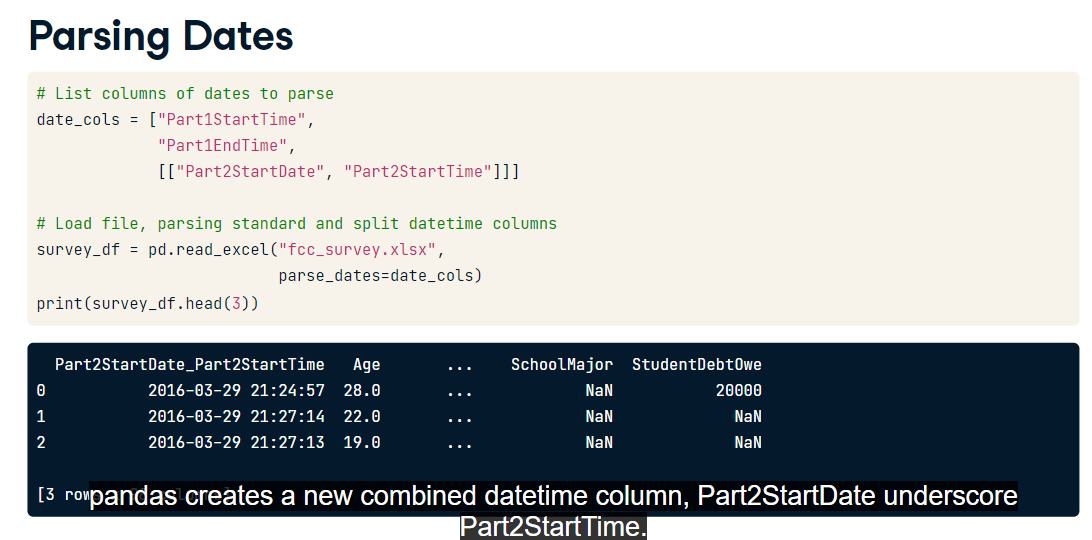 Parsing Dates
# List columns of dates to parse
date_cols = ["Part1StartTime",
"Part1EndTime",
[["Part2StartDate", "Part2StartTime"]]]
# Load file, parsing standard and split datetime columns
survey_df = pd.read_excel("fcc_survey.xlsx",
parse_dates=date_cols)
print(survey_df.head(3))
Part2StartDate_Part2StartTime Age ... SchoolMajor StudentDebtOwe
0 2016-03-29 21:24:57 28.0 ... NaN 20000
1 2016-03-29 21:27:14 22.0 ... NaN NaN
2 2016-03-29 21:27:13 19.0 ... NaN NaN
[3
pandas creates a new combined datetime column, Part2StartDate underscore
Part2StartTime.